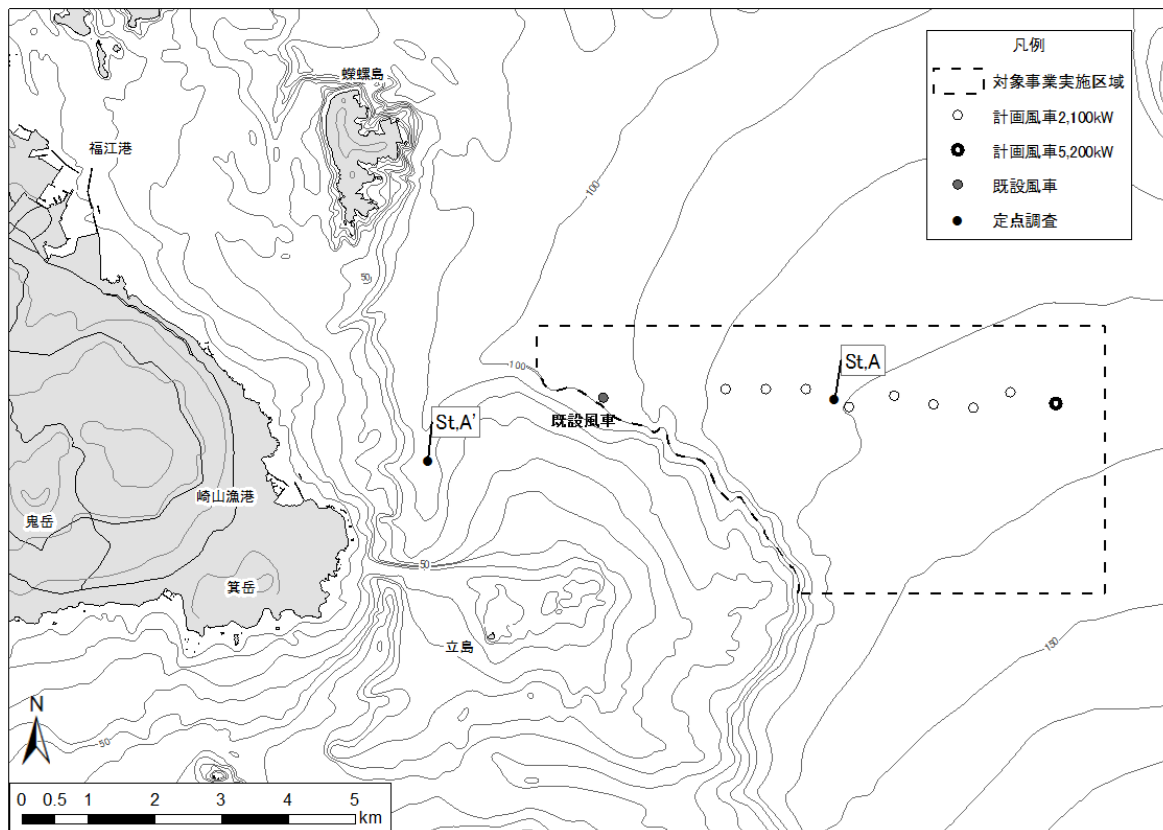 蠑螺島
福江港
凡例
対象事業実施区域
計画風車2,100kW
計画風車5,200kW
既設風車
定点調査
100
50
100
St,A
既設風車
St,A'
崎山漁港
鬼岳
箕岳
50
立島
150
50
N
0 0.5 1 2 3 4 5
km